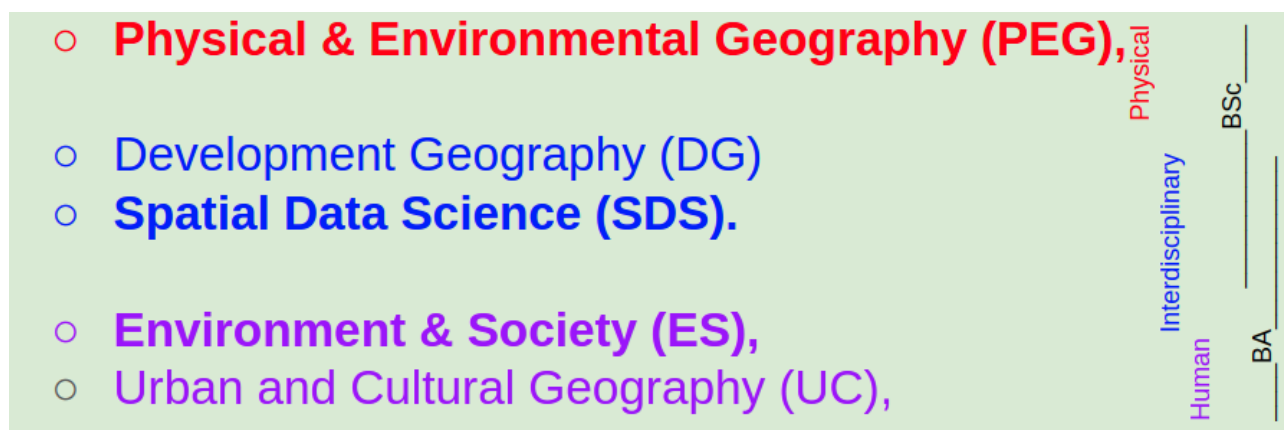 ○ Physical & Environmental Geography (PEG),
○ Development Geography (DG)
○ Spatial Data Science (SDS).
○ Environment & Society (ES),
○ Urban and Cultural Geography (UC),
Physical
Interdisciplinary
Human
BSc
BA